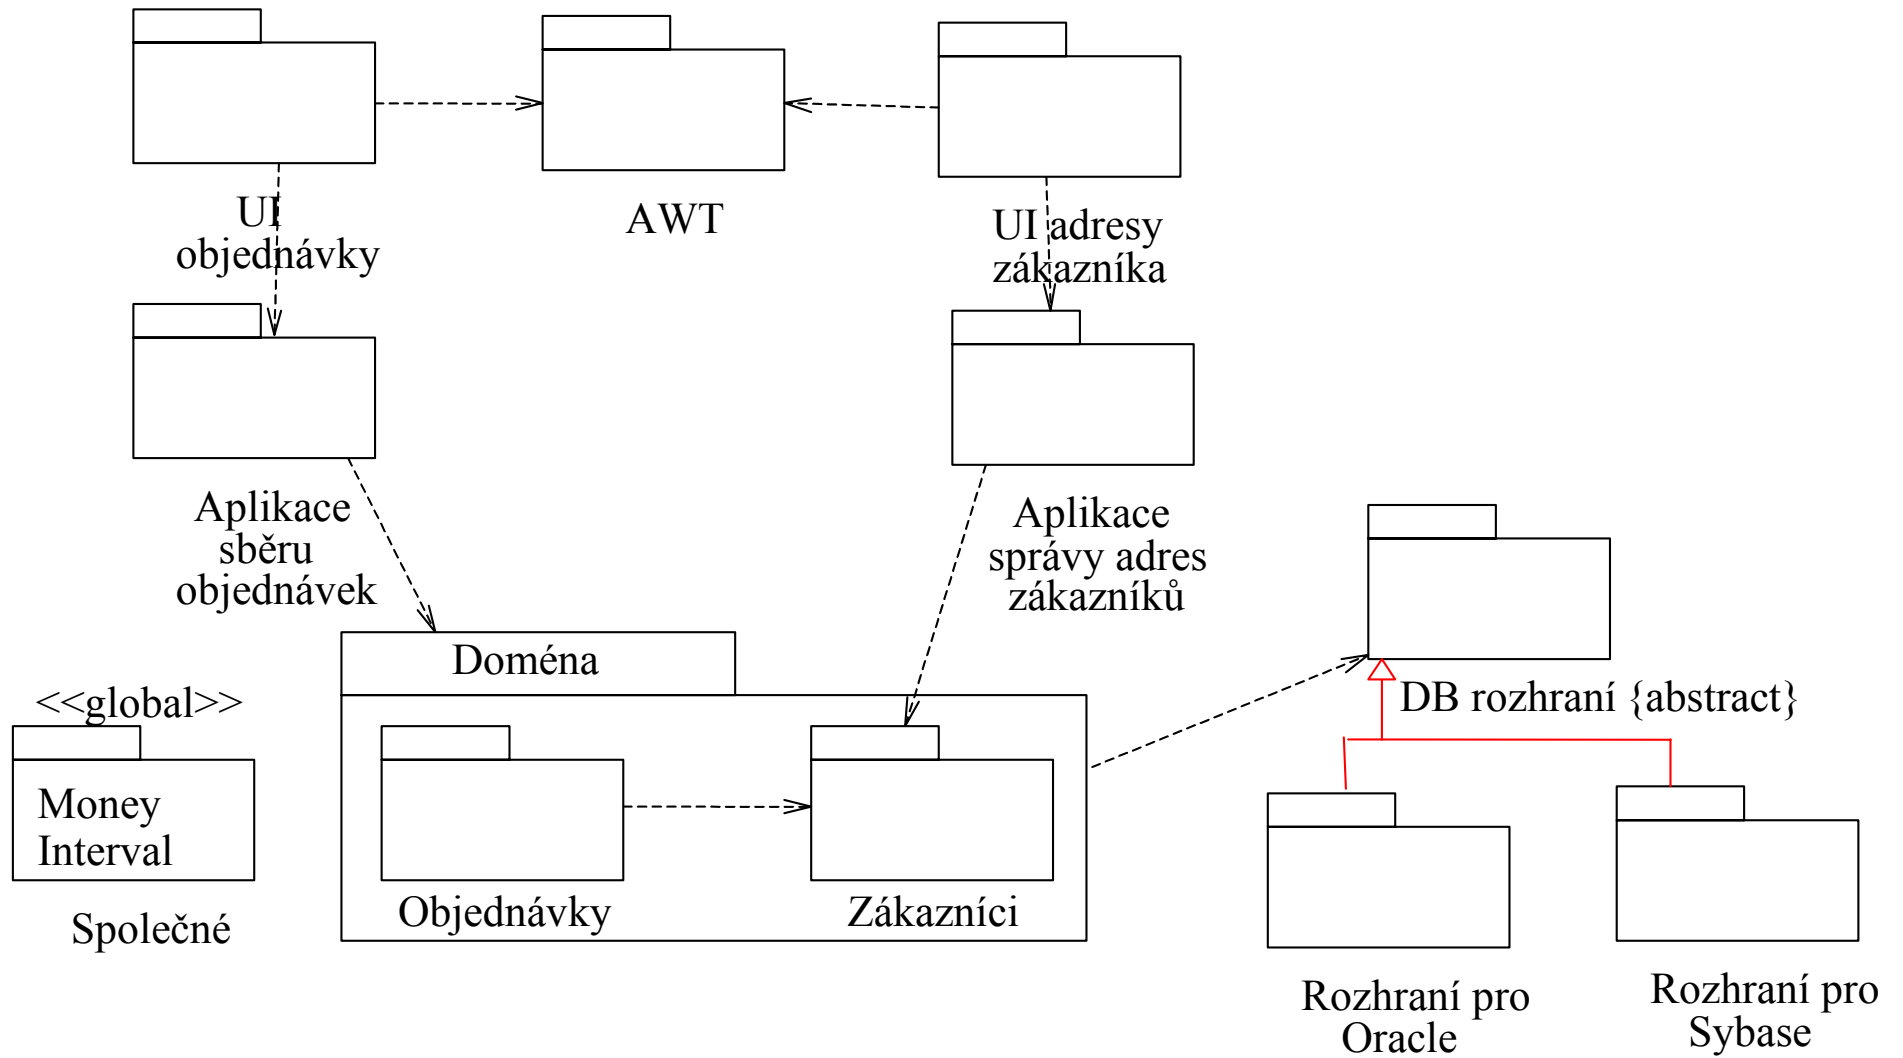 UI
objednávky
AWT
UI adresy
zákazníka
Aplikace
sběru
objednávek
Aplikace
správy adres
zákazníků
Doména
<<global>>
DB rozhraní {abstract}
Money
Interval
Objednávky
Zákazníci
Společné
Rozhraní pro
Oracle
Rozhraní pro
Sybase